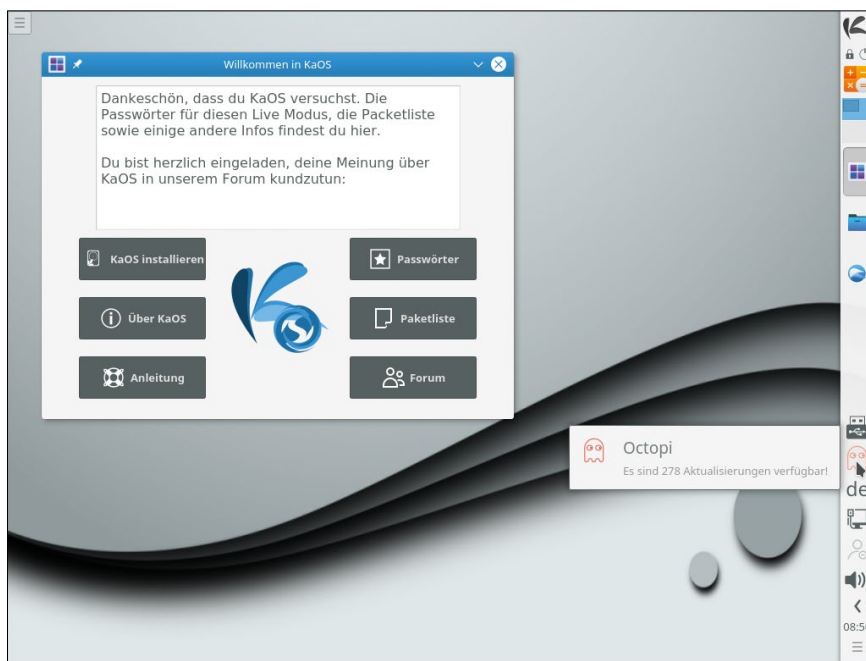 Willkommen in KaOS
Dankeschön, dass du KaOS versuchst. Die
Passwörter für diesen Live Modus, die Packetliste
sowie einige andere Infos findest du hier.
Du bist herzlich eingeladen, deine Meinung über
KaOS in unserem Forum kundzutun:
KaOS installieren
Passwörter
Über KaOS
Paketliste
Anleitung
Forum
Octopi
Es sind 278 Aktualisierungen verfügbar!
de